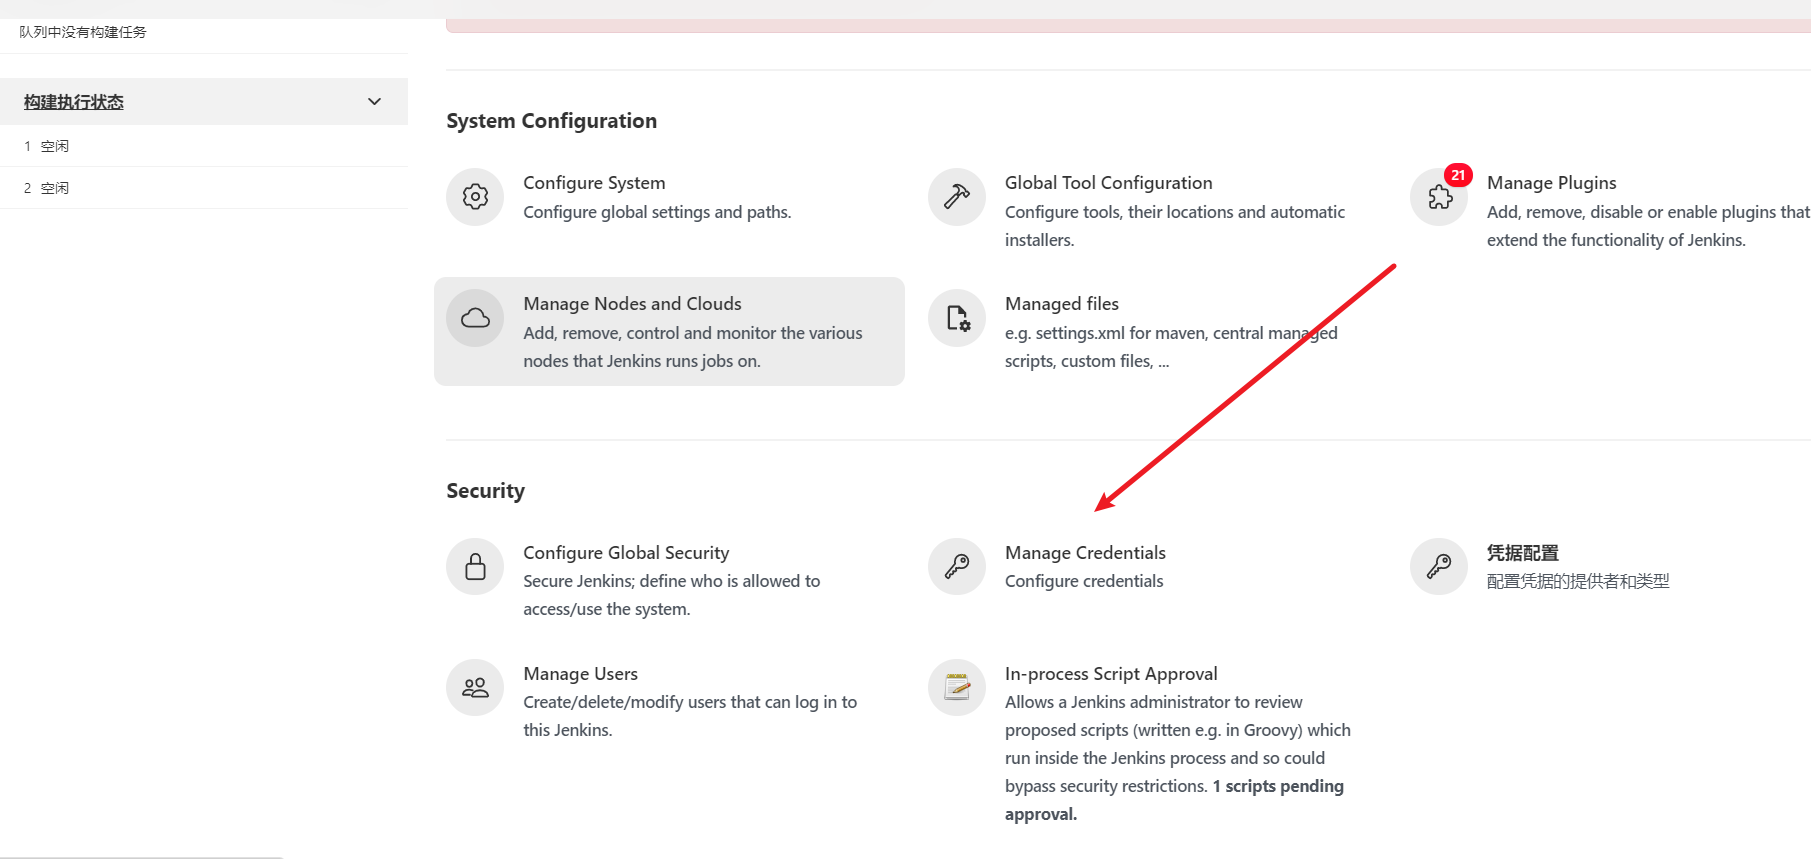 队列中没有构建任务
构建执行状态
1 空闲
2 空闲
System Configuration
Configure System
Configure global settings and paths.
Global Tool Configuration
Configure tools, their locations and automatic
installers.
21
Manage Plugins
Add, remove, disable or enable plugins that
extend the functionality of Jenkins.
Manage Nodes and Clouds
Add, remove, control and monitor the various
nodes that Jenkins runs jobs on.
Managed files
e.g. settings.xml for maven, central managed
scripts, custom files, ...
Security
Configure Global Security
Secure Jenkins; define who is allowed to
access/use the system.
Manage Credentials
Configure credentials
凭据配置
配置凭据的提供者和类型
Manage Users
Create/delete/modify users that can log in to
this Jenkins.
In-process Script Approval
Allows a Jenkins administrator to review
proposed scripts (written e.g. in Groovy) which
run inside the Jenkins process and so could
bypass security restrictions. 1 scripts pending
approval.